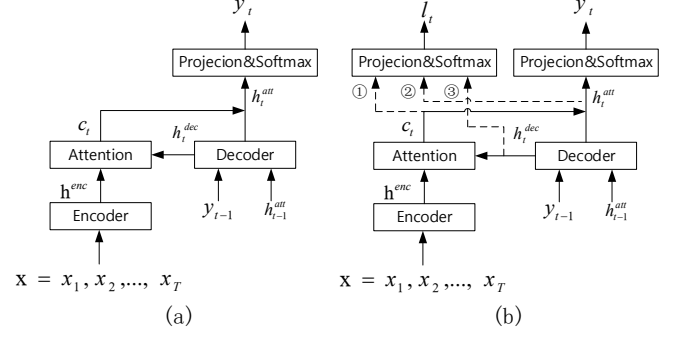 y_t
Projecion&Softmax
h_t^{att}
c_t
h_t^{dec}
Attention
Decoder
h^{enc}
y_{t-1}
h_{t-1}^{att}
Encoder
x = x_1, x_2,..., x_T
(a)
l_t
y_t
Projecion&Softmax
Projecion&Softmax
① ② ③
h_t^{att}
c_t
h_t^{dec}
Attention
Decoder
h^{enc}
y_{t-1}
h_{t-1}^{att}
Encoder
x = x_1, x_2,..., x_T
(b)